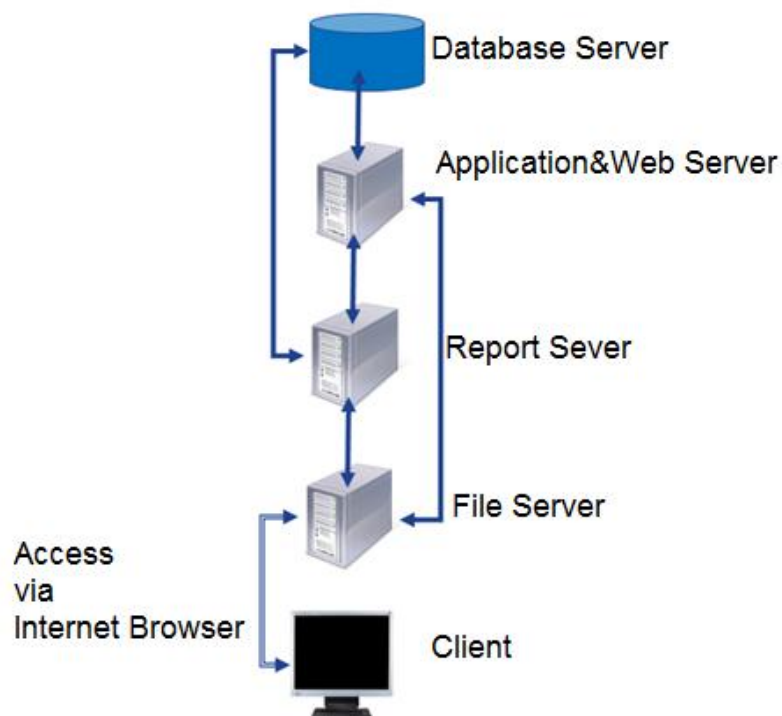 Database Server
Application&Web Server
Report Sever
File Server
Access
via
Internet Browser
Client